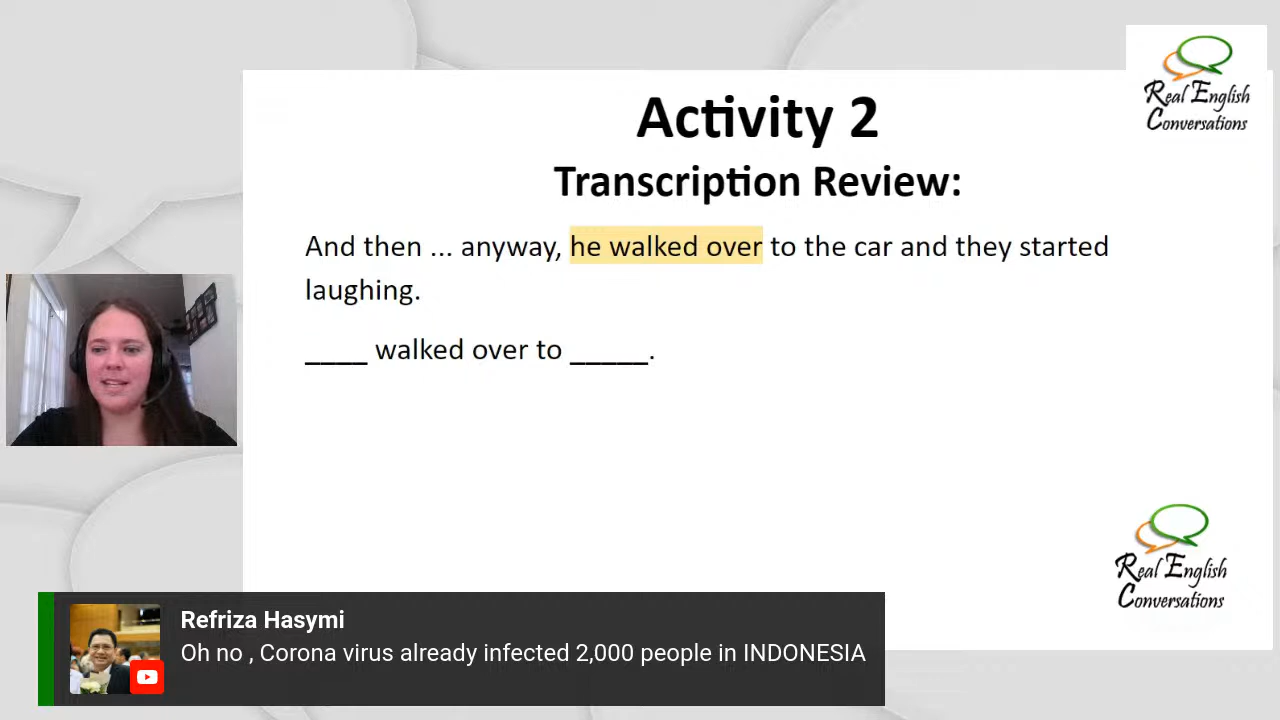 Real English
Conversations
Activity 2
Transcription Review:
And then ... anyway, he walked over to the car and they started
laughing.
____ walked over to _____.
Real English
Conversations
Refriza Hasymi
Oh no , Corona virus already infected 2,000 people in INDONESIA